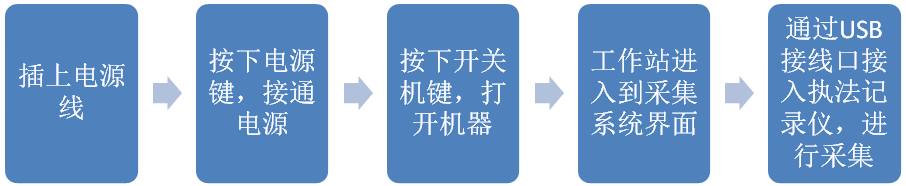 插上电源
线
按下电源
键，接通
电源
按下开关
机键，打
开机器
工作站进
入到采集
系统界面
通过USB
接线口接
入执法记
录仪，进
行采集